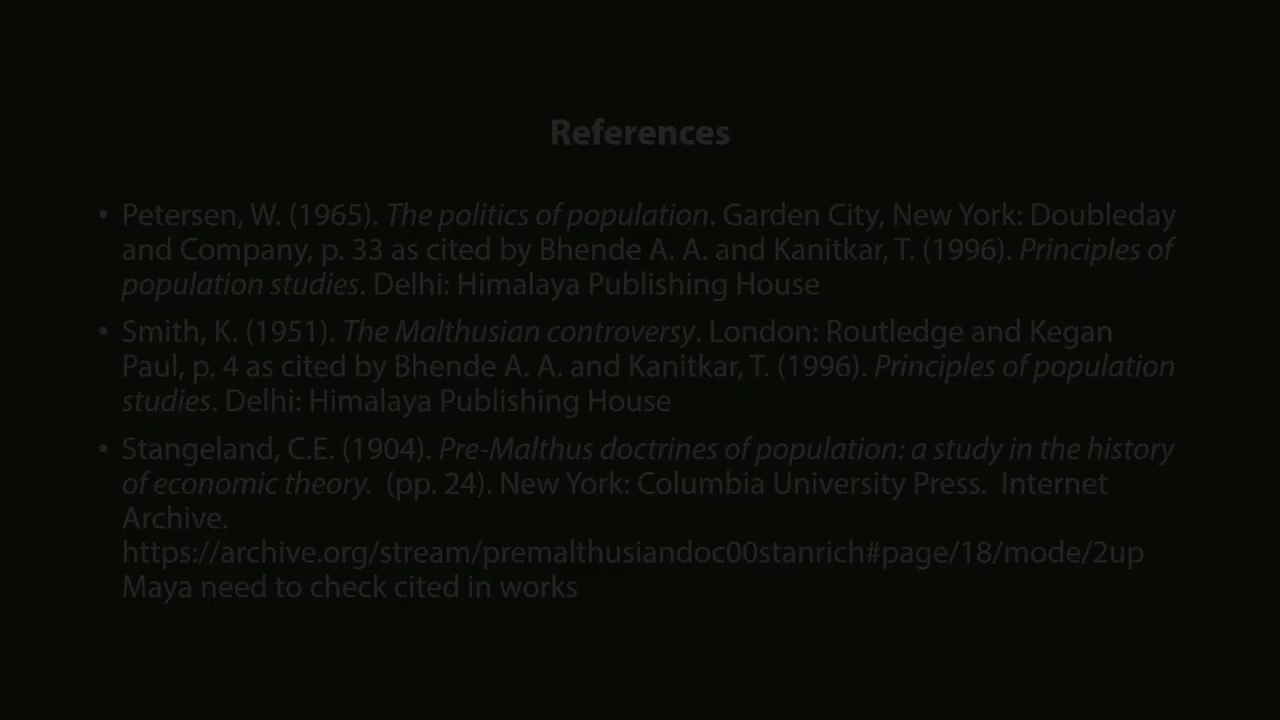 References
• Petersen, W. (1965). The politics of population. Garden City, New York: Doubleday
and Company, p. 33 as cited by Bhende A. A. and Kanitkar, T. (1996). Principles of
population studies. Delhi: Himalaya Publishing House
• Smith, K. (1951). The Malthusian controversy. London: Routledge and Kegan
Paul, p. 4 as cited by Bhende A. A. and Kanitkar, T. (1996). Principles of population
studies. Delhi: Himalaya Publishing House
• Stangeland, C.E. (1904). Pre-Malthus doctrines of population: a study in the history
of economic theory.  (pp. 24). New York: Columbia University Press.  Internet
Archive.
https://archive.org/stream/premalthusiandoc00stanrich#page/18/mode/2up
Maya need to check cited in works